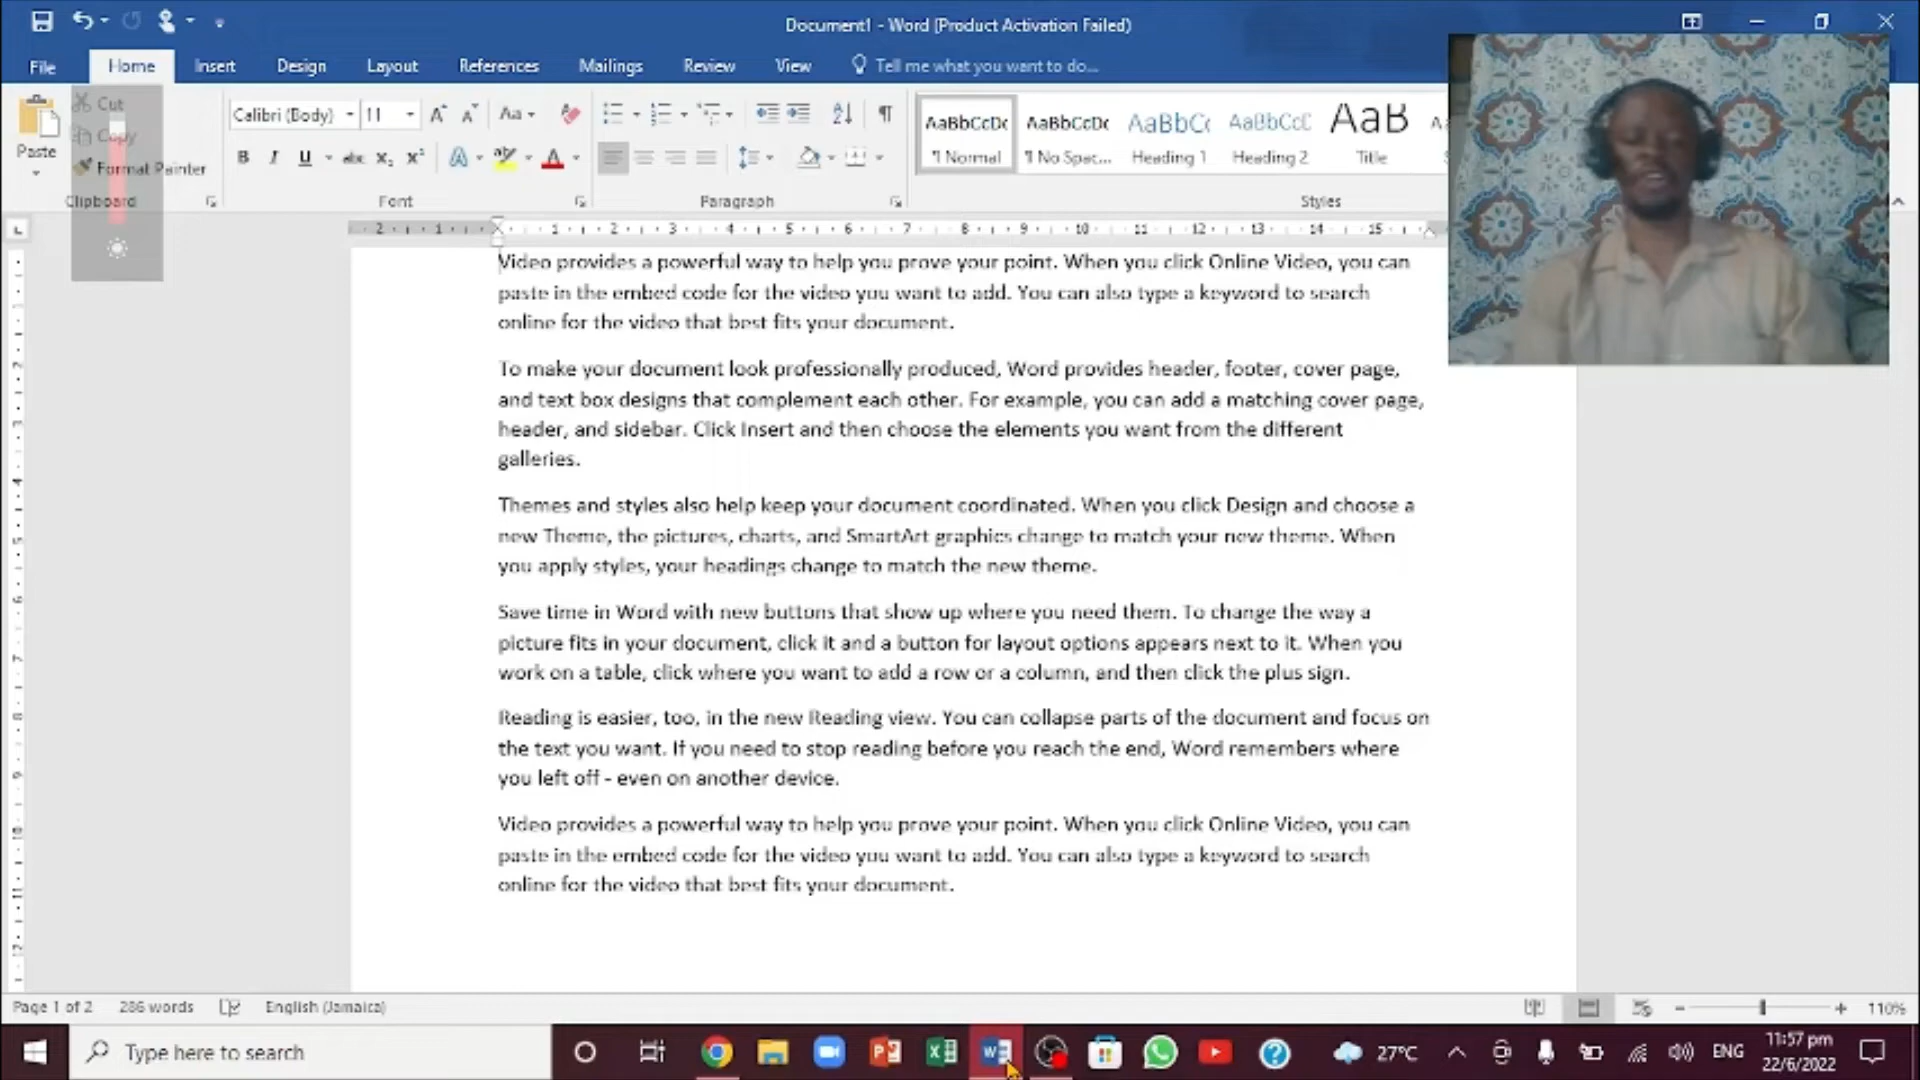 Document1 - Word (Product Activation Failed)
File Home Insert Design Layout References Mailings Review View Tell me what you want to do...
Paste
Cut
Copy
Format Painter
Clipboard
Calibri (Body) 11
Font
Paragraph
AaBbCcDc AaBbCcDc AaBbCc AaBbCcC AaB
¶ Normal ¶ No Spac... Heading 1 Heading 2 Title
Styles
2 1 1 2 3 4 5 6 7 8 9 10 11 12 13 14 15
Video provides a powerful way to help you prove your point. When you click Online Video, you can
paste in the embed code for the video you want to add. You can also type a keyword to search
online for the video that best fits your document.
To make your document look professionally produced, Word provides header, footer, cover page,
and text box designs that complement each other. For example, you can add a matching cover page,
header, and sidebar. Click Insert and then choose the elements you want from the different
galleries.
Themes and styles also help keep your document coordinated. When you click Design and choose a
new Theme, the pictures, charts, and SmartArt graphics change to match your new theme. When
you apply styles, your headings change to match the new theme.
Save time in Word with new buttons that show up where you need them. To change the way a
picture fits in your document, click it and a button for layout options appears next to it. When you
work on a table, click where you want to add a row or a column, and then click the plus sign.
Reading is easier, too, in the new Reading view. You can collapse parts of the document and focus on
the text you want. If you need to stop reading before you reach the end, Word remembers where
you left off - even on another device.
Video provides a powerful way to help you prove your point. When you click Online Video, you can
paste in the embed code for the video you want to add. You can also type a keyword to search
online for the video that best fits your document.
Page 1 of 2 286 words English (Jamaica) 110%
Type here to search
27°C ENG
11:57 pm
22/6/2022